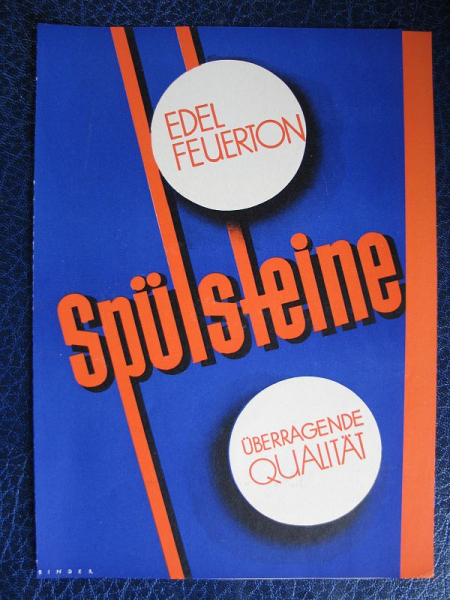 EDEL
FEUERTON
Spülsteine
ÜBERRAGENDE
QUALITÄT
BINDER